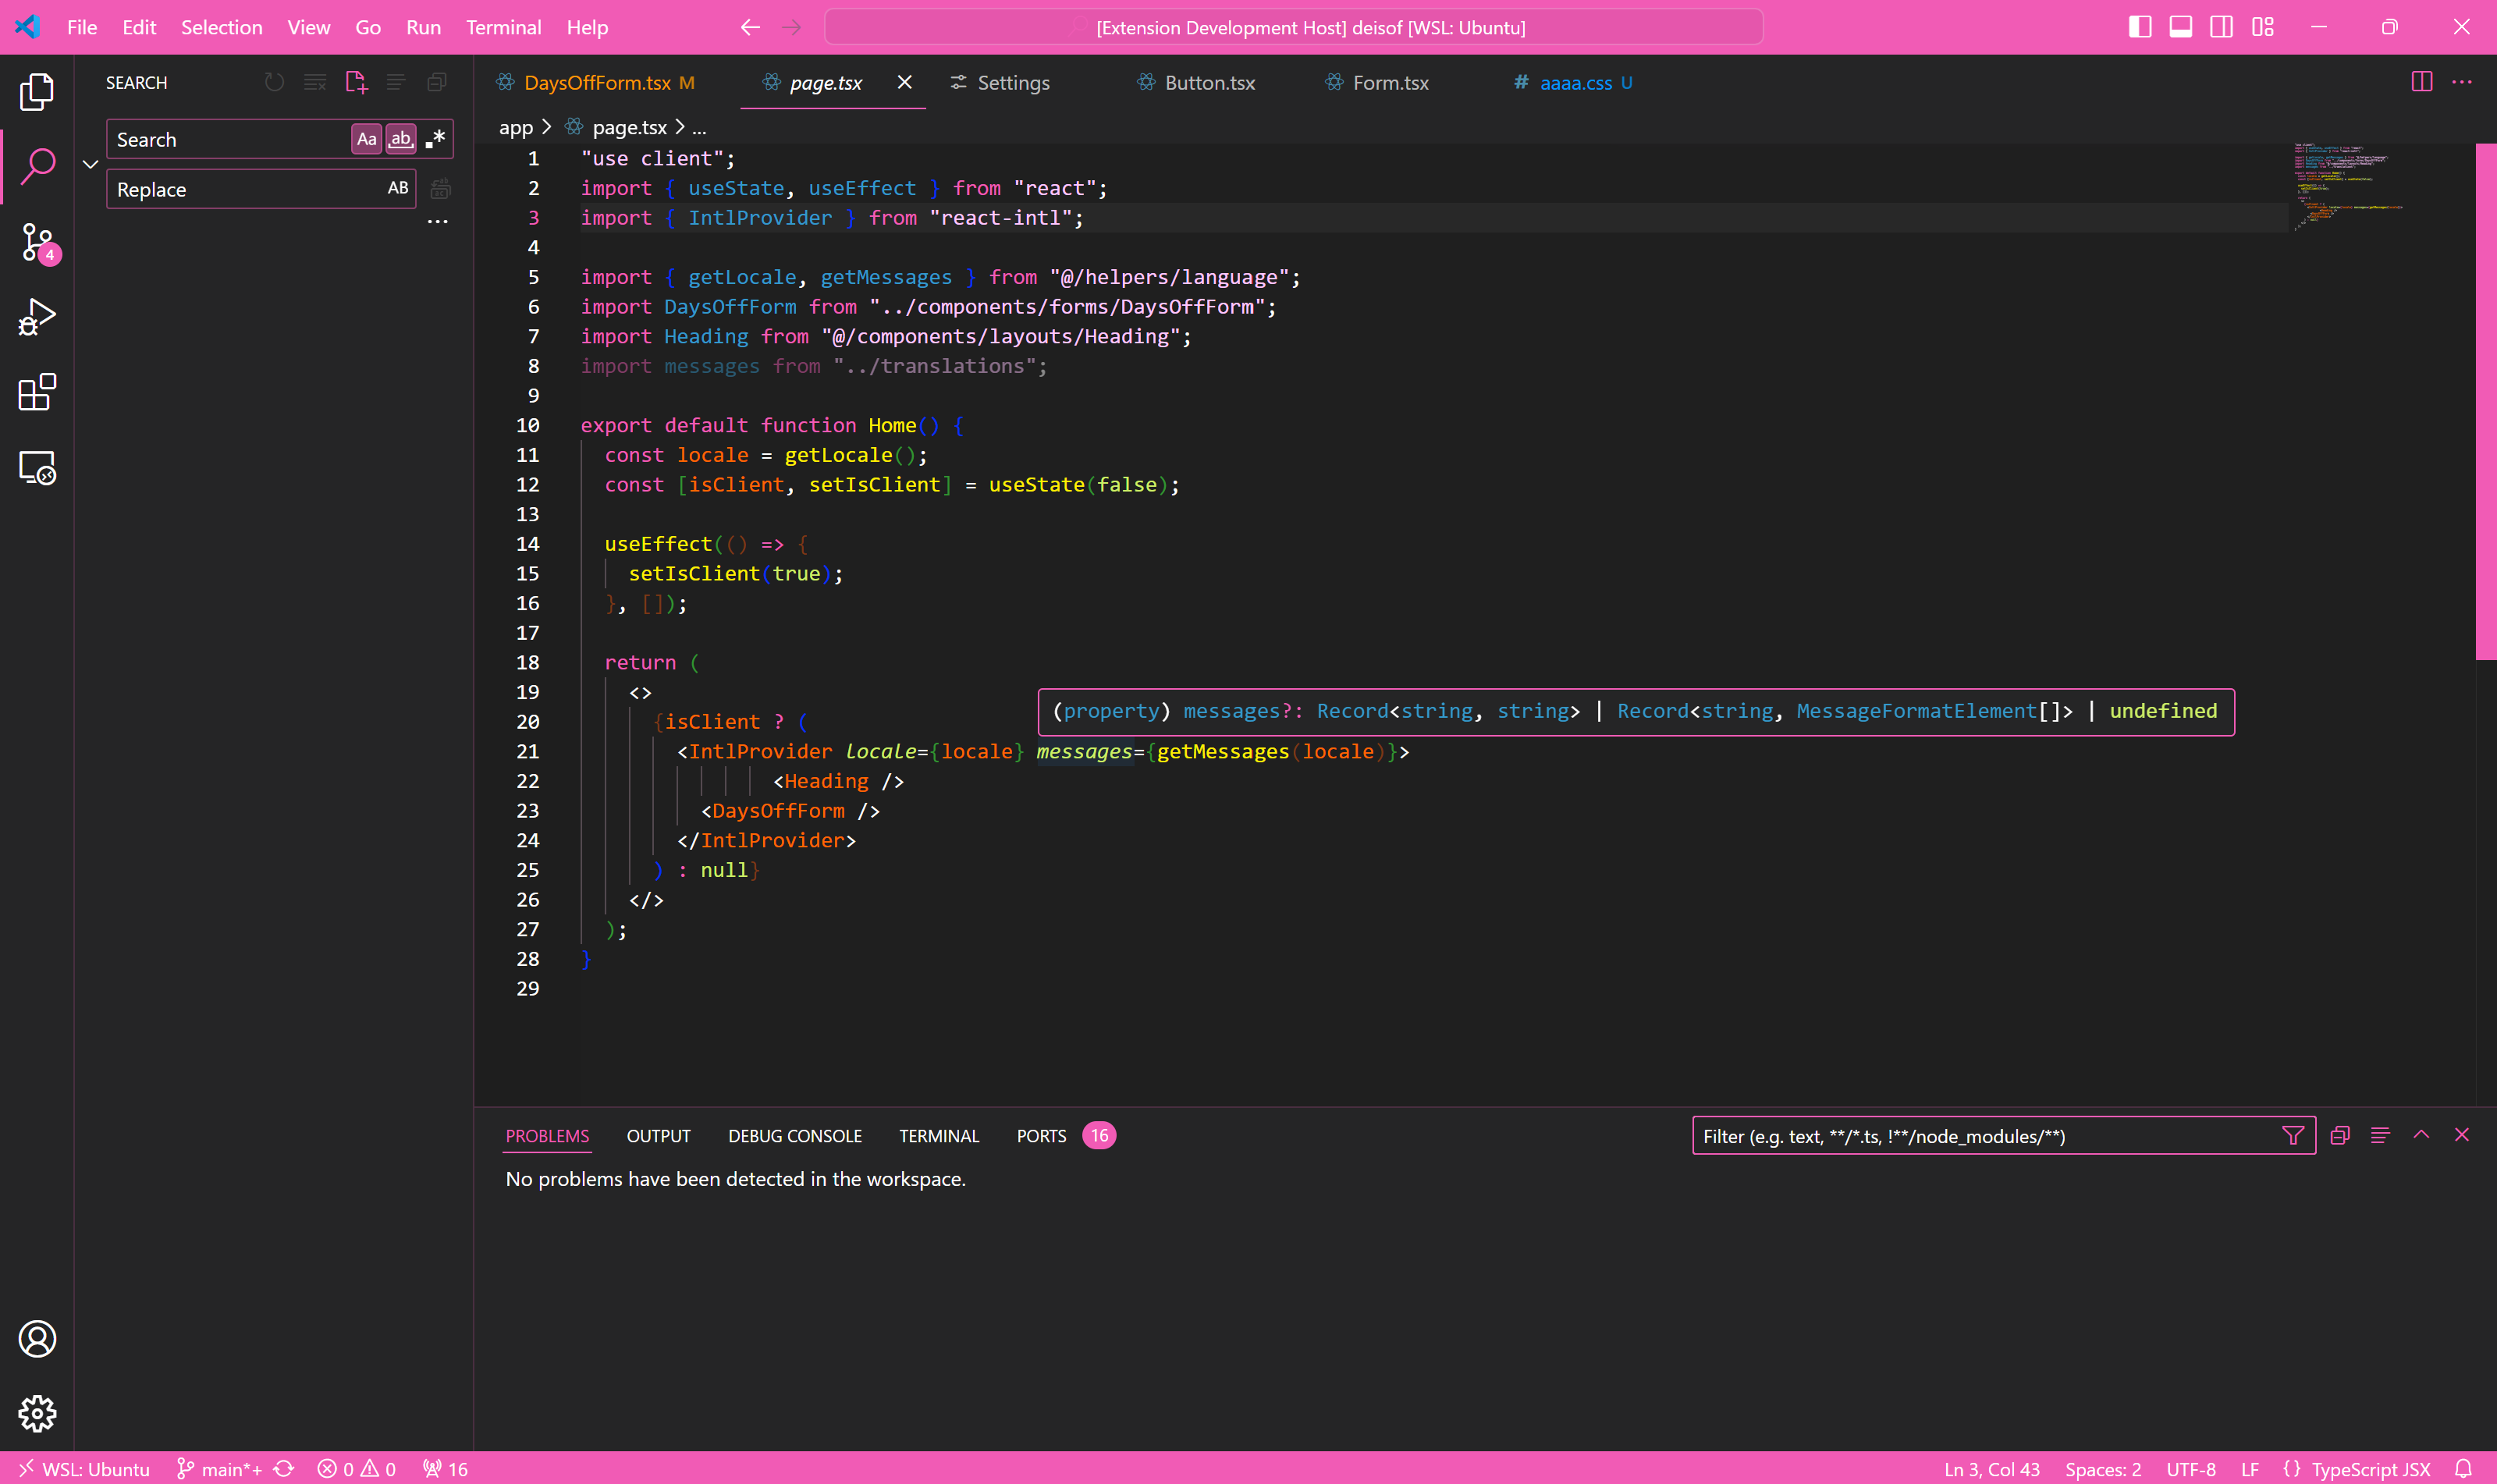 File Edit Selection View Go Run Terminal Help
[Extension Development Host] deisof [WSL: Ubuntu]
SEARCH
Search
Aa
ab
.*
Replace
AB
...
4
DaysOffForm.tsx M
page.tsx
Settings
Button.tsx
Form.tsx
# aaaa.css U
app > page.tsx > ...
1 "use client";
2 import { useState, useEffect } from "react";
3 import { IntlProvider } from "react-intl";
4
5 import { getLocale, getMessages } from "@/helpers/language";
6 import DaysOffForm from "../components/forms/DaysOffForm";
7 import Heading from "@/components/layouts/Heading";
8 import messages from "../translations";
9
10 export default function Home() {
11 const locale = getLocale();
12 const [isClient, setIsClient] = useState(false);
13
14 useEffect(() => {
15 setIsClient(true);
16 }, []);
17
18 return (
19 <>
(property) messages?: Record<string, string> | Record<string, MessageFormatElement[]> | undefined
20 {isClient ? (
21 <IntlProvider locale={locale} messages={getMessages(locale)}>
22 <Heading />
23 <DaysOffForm />
24 </IntlProvider>
25 ) : null}
26 </>
27 );
28 }
29
PROBLEMS OUTPUT DEBUG CONSOLE TERMINAL PORTS 16
Filter (e.g. text, **/*.ts, !**/node_modules/**)
No problems have been detected in the workspace.
WSL: Ubuntu main*+ 0 0 16
Ln 3, Col 43 Spaces: 2 UTF-8 LF {} TypeScript JSX